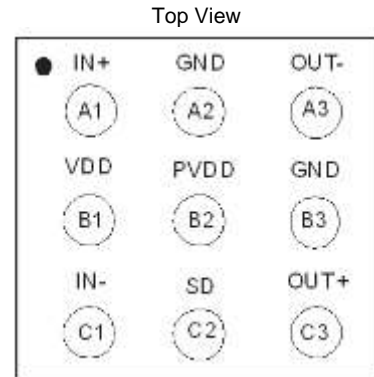 Top View
IN+ GND OUT-
A1 A2 A3
VDD PVDD GND
B1 B2 B3
IN- SD OUT+
C1 C2 C3